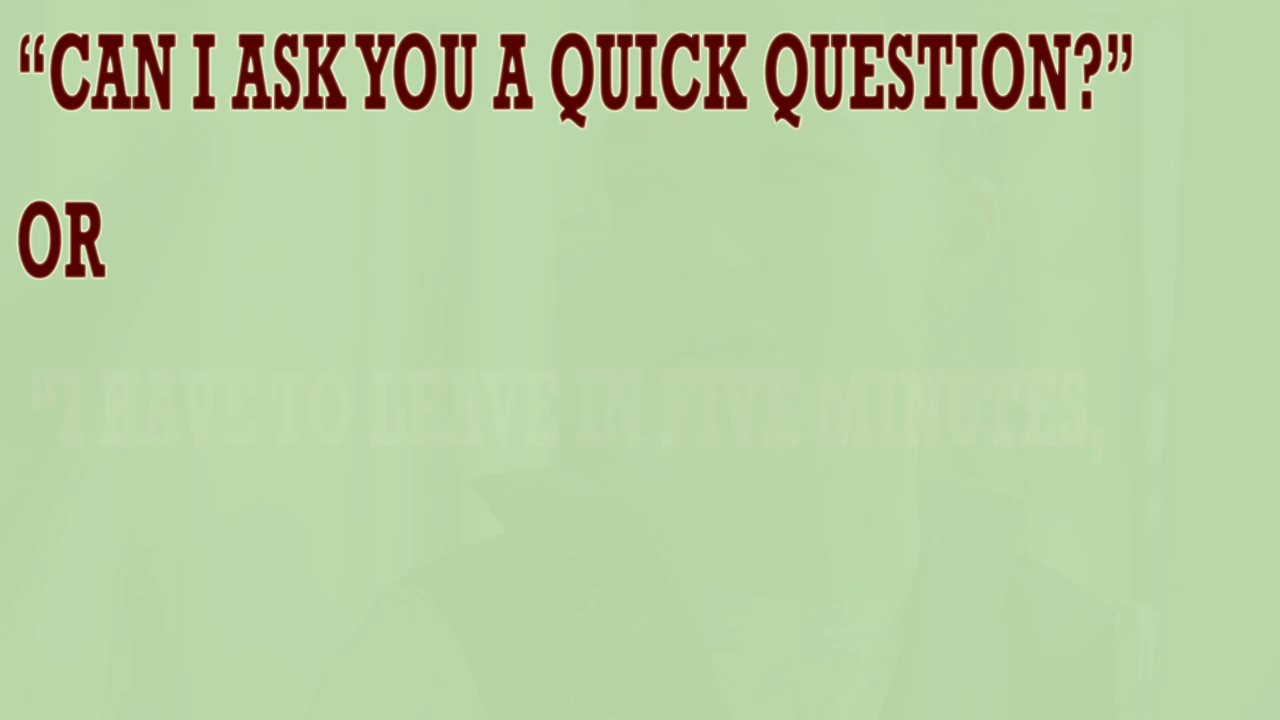 “CAN I ASK YOU A QUICK QUESTION?”
OR
“I HAVE TO LEAVE IN FIVE MINUTES,